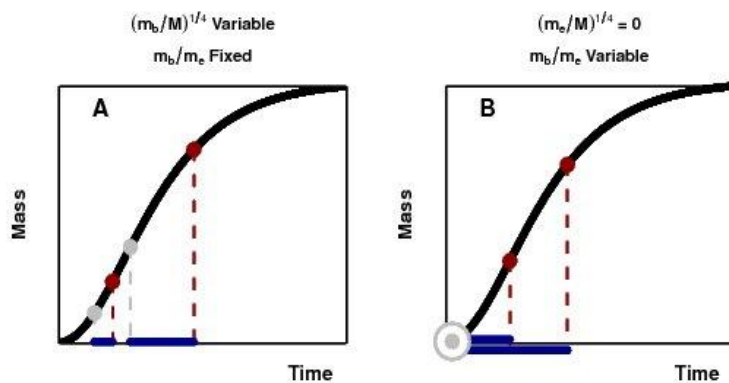 (m_b/M)^1/4 Variable
m_b/m_e Fixed
A
Mass
Time
(m_e/M)^1/4 = 0
m_b/m_e Variable
B
Mass
Time